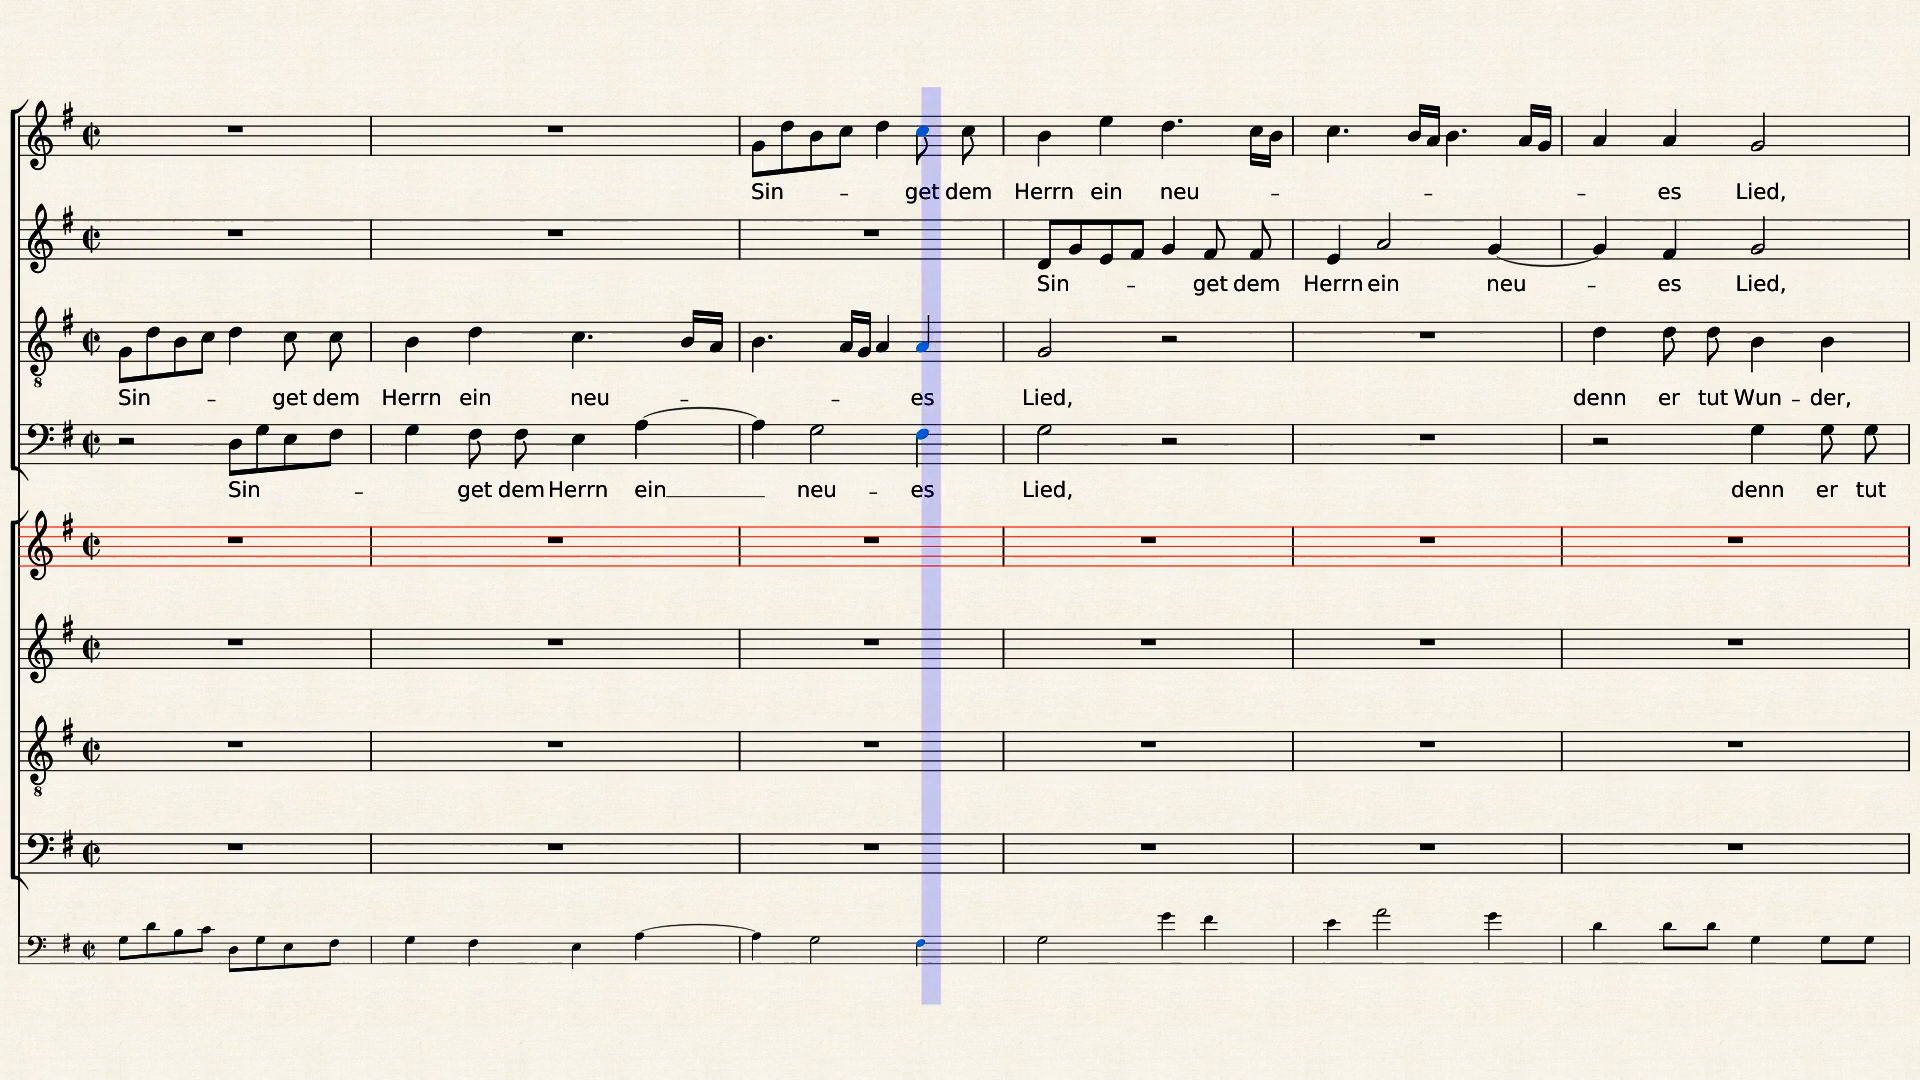 Sin - get dem Herrn ein neu - - - es Lied,
Sin - get dem Herrn ein neu - es Lied,
Sin - get dem Herrn ein neu - - es Lied, denn er tut Wun - der,
Sin - get dem Herrn ein neu - es Lied, denn er tut